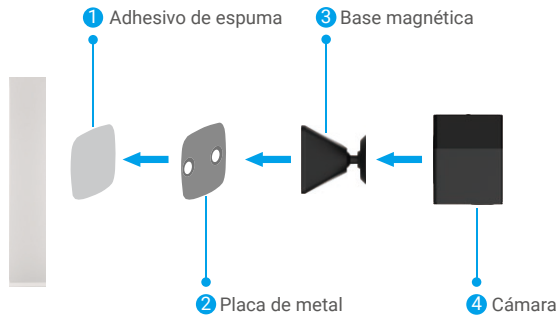 1 Adhesivo de espuma
3 Base magnética
2 Placa de metal
4 Cámara